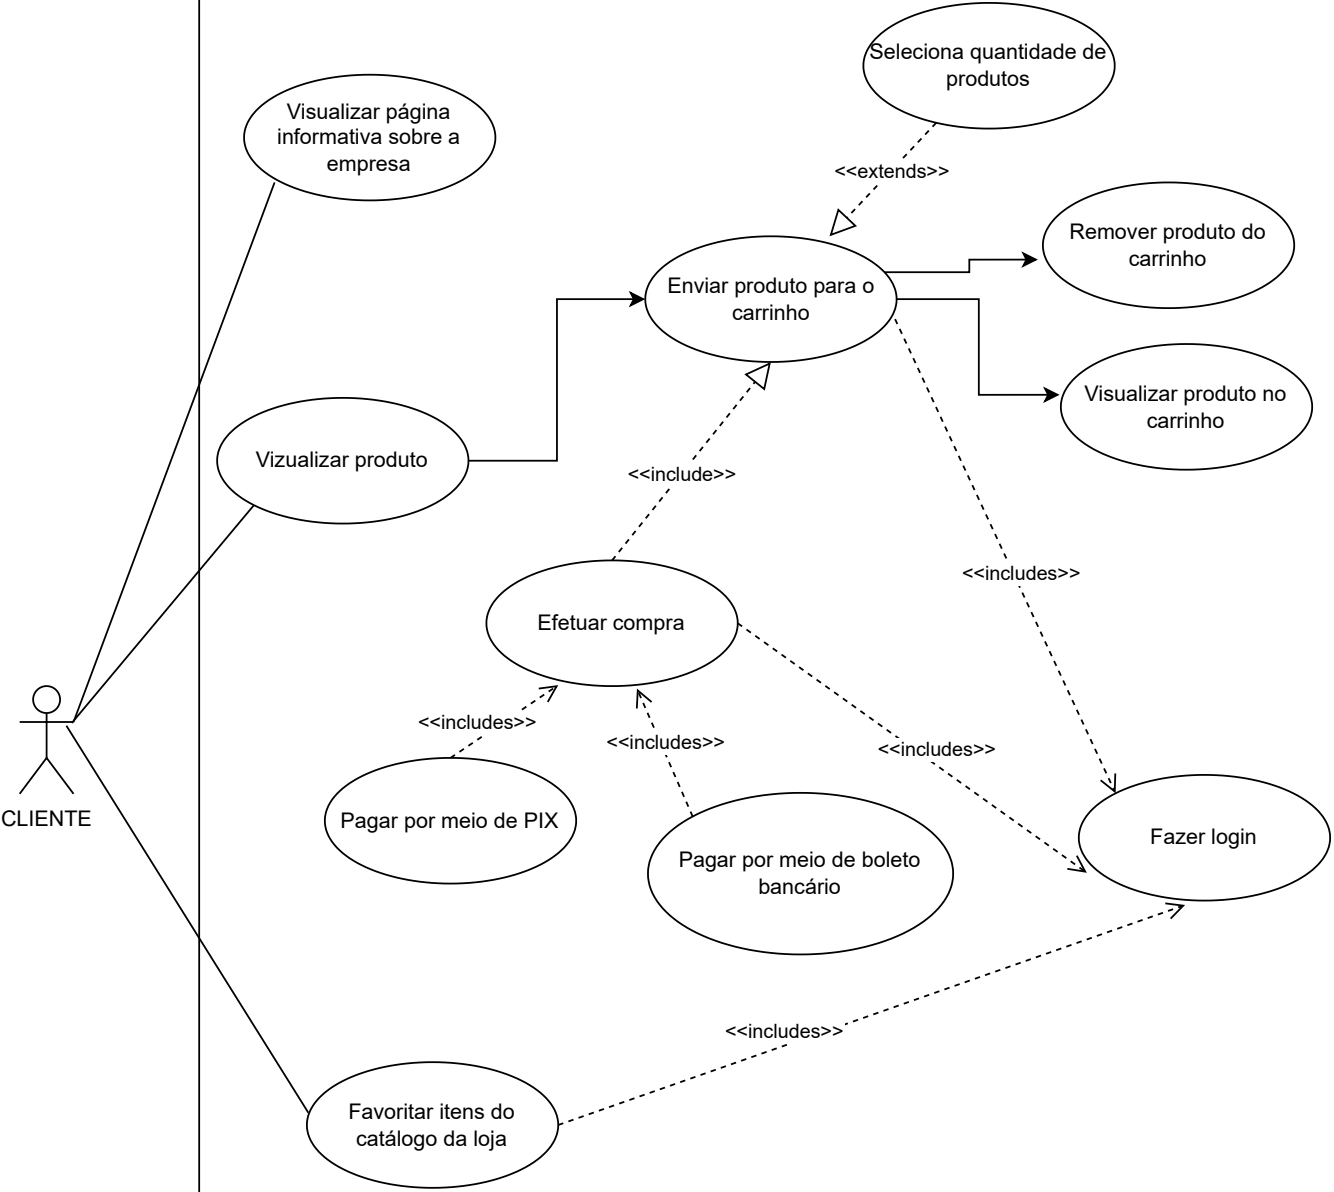 Seleciona quantidade de
produtos
Visualizar página
informativa sobre a
empresa
<<extends>>
Remover produto do
carrinho
Enviar produto para o
carrinho
Visualizar produto no
carrinho
Vizualizar produto
<<include>>
<<includes>>
Efetuar compra
<<includes>>
<<includes>>
<<includes>>
CLIENTE
Pagar por meio de PIX
Pagar por meio de boleto
bancário
Fazer login
<<includes>>
Favoritar itens do
catálogo da loja